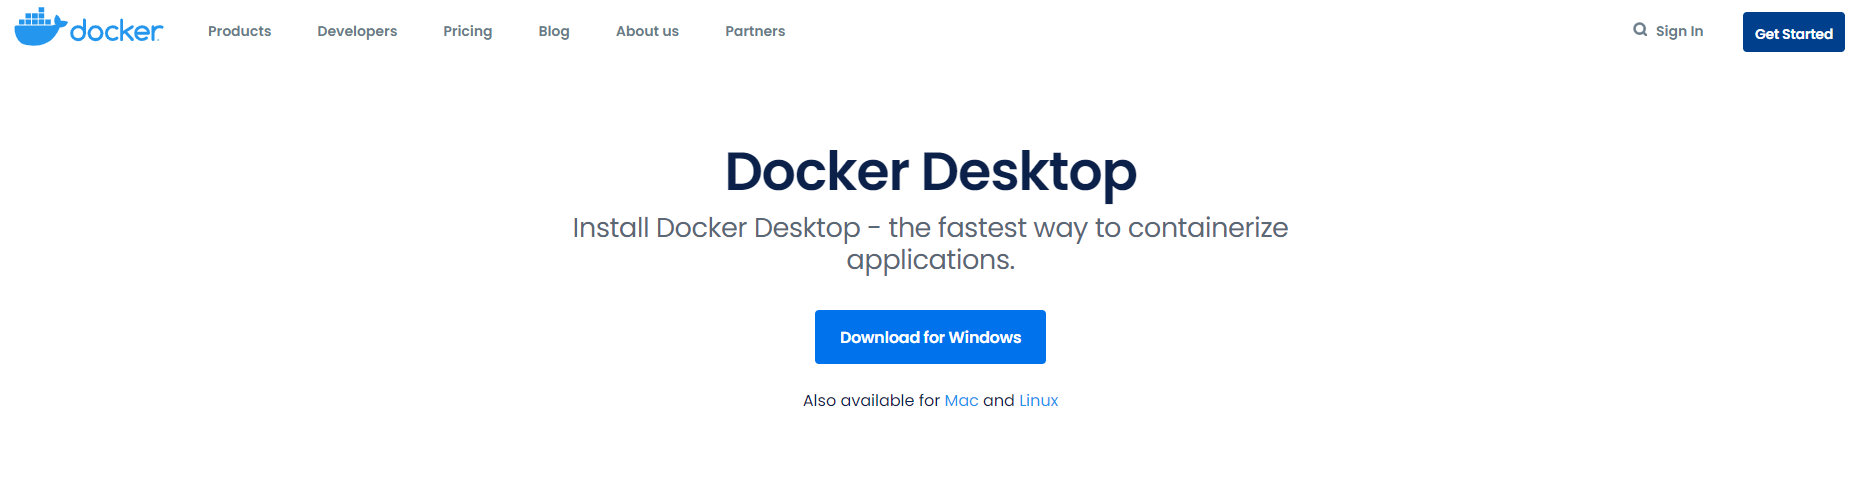 docker
Products Developers Pricing Blog About us Partners Sign In Get Started
Docker Desktop
Install Docker Desktop - the fastest way to containerize
applications.
Download for Windows
Also available for Mac and Linux